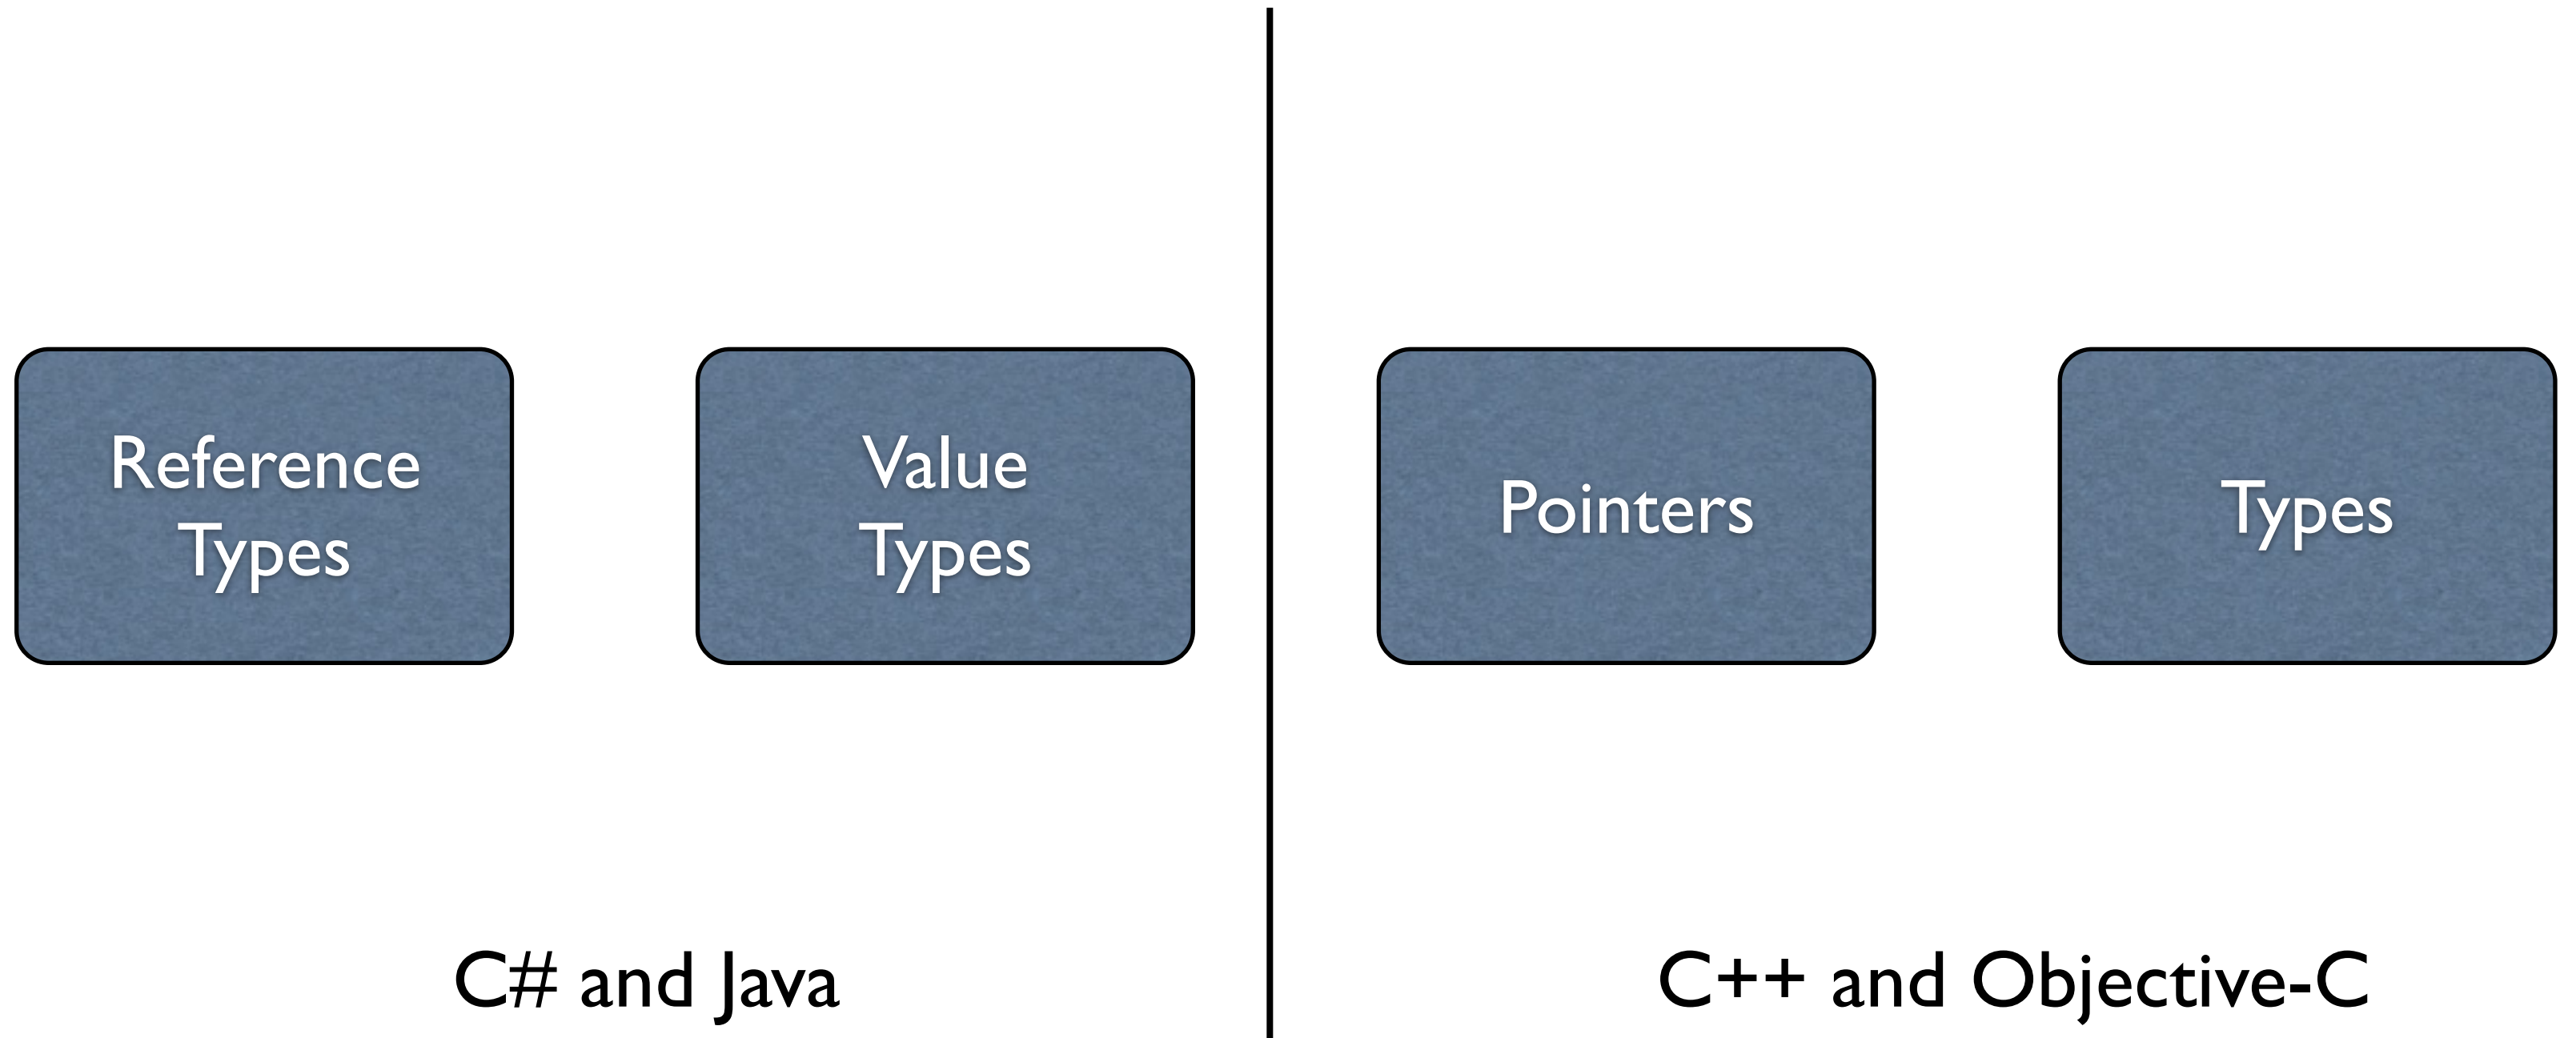 Reference
Types
Value
Types
Pointers
Types
C# and Java
C++ and Objective-C